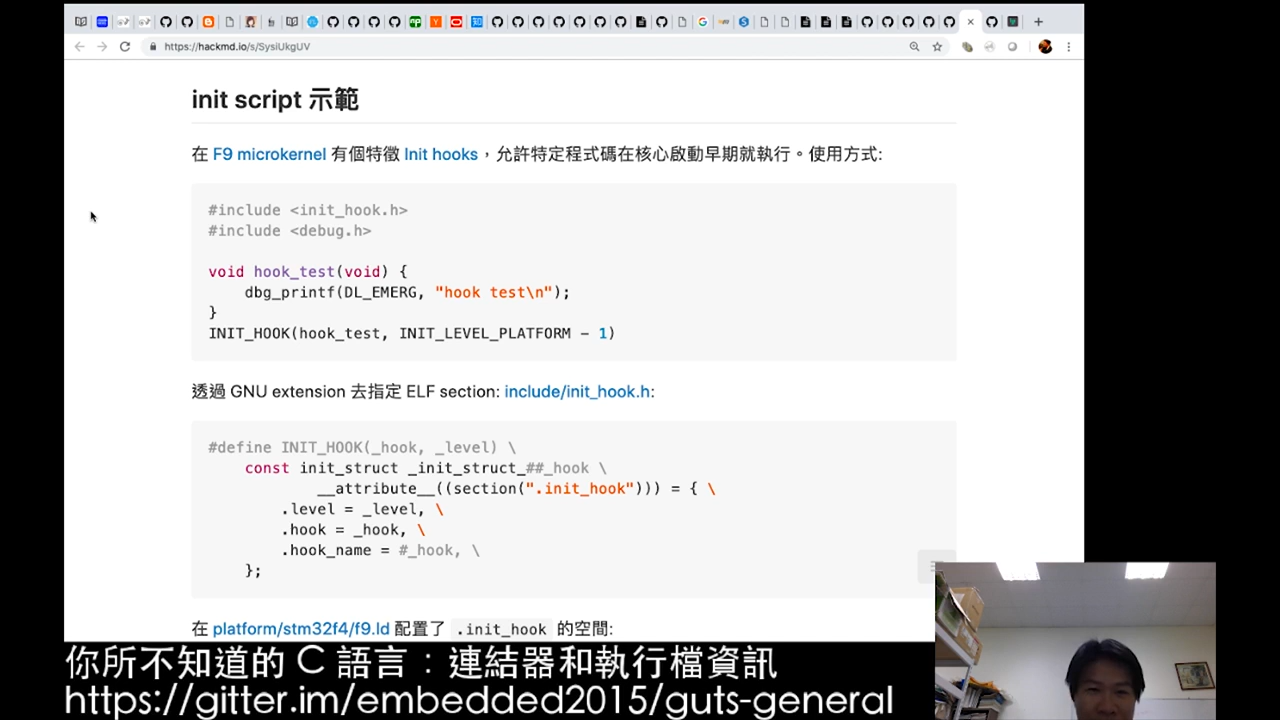 https://hackmd.io/s/SysiUkgUV
init script 示範
在 F9 microkernel 有個特徵 Init hooks，允許特定程式碼在核心啟動早期就執行。使用方式:
#include <init_hook.h>
#include <debug.h>
void hook_test(void) {
dbg_printf(DL_EMERG, "hook test\n");
}
INIT_HOOK(hook_test, INIT_LEVEL_PLATFORM - 1)
透過 GNU extension 去指定 ELF section: include/init_hook.h:
#define INIT_HOOK(_hook, _level) \
const init_struct _init_struct_##_hook \
__attribute__((section(".init_hook"))) = { \
.level = _level, \
.hook = _hook, \
.hook_name = #_hook, \
};
在 platform/stm32f4/f9.ld 配置了 .init_hook 的空間:
你所不知道的 C 語言：連結器和執行檔資訊
https://gitter.im/embedded2015/guts-general